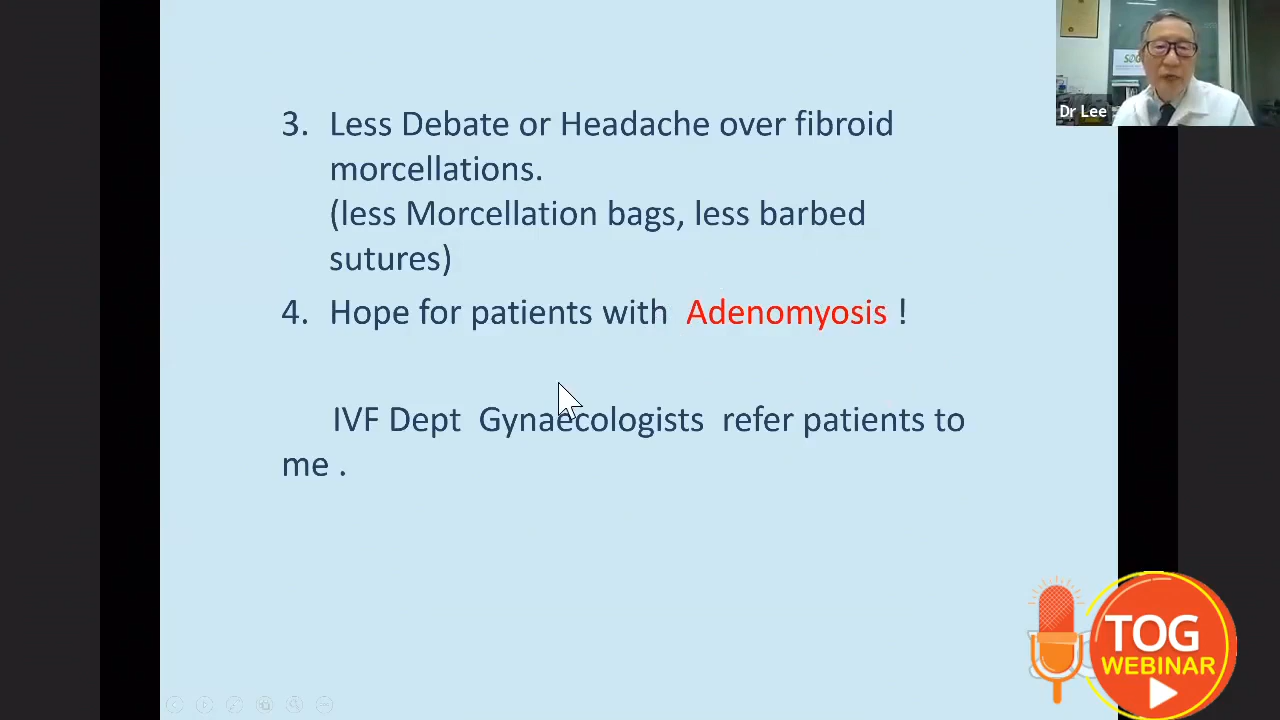 3. Less Debate or Headache over fibroid
morcellations.
(less Morcellation bags, less barbed
sutures)
4. Hope for patients with Adenomyosis !
IVF Dept Gynaecologists refer patients to
me .
Dr Lee
TOG
WEBINAR